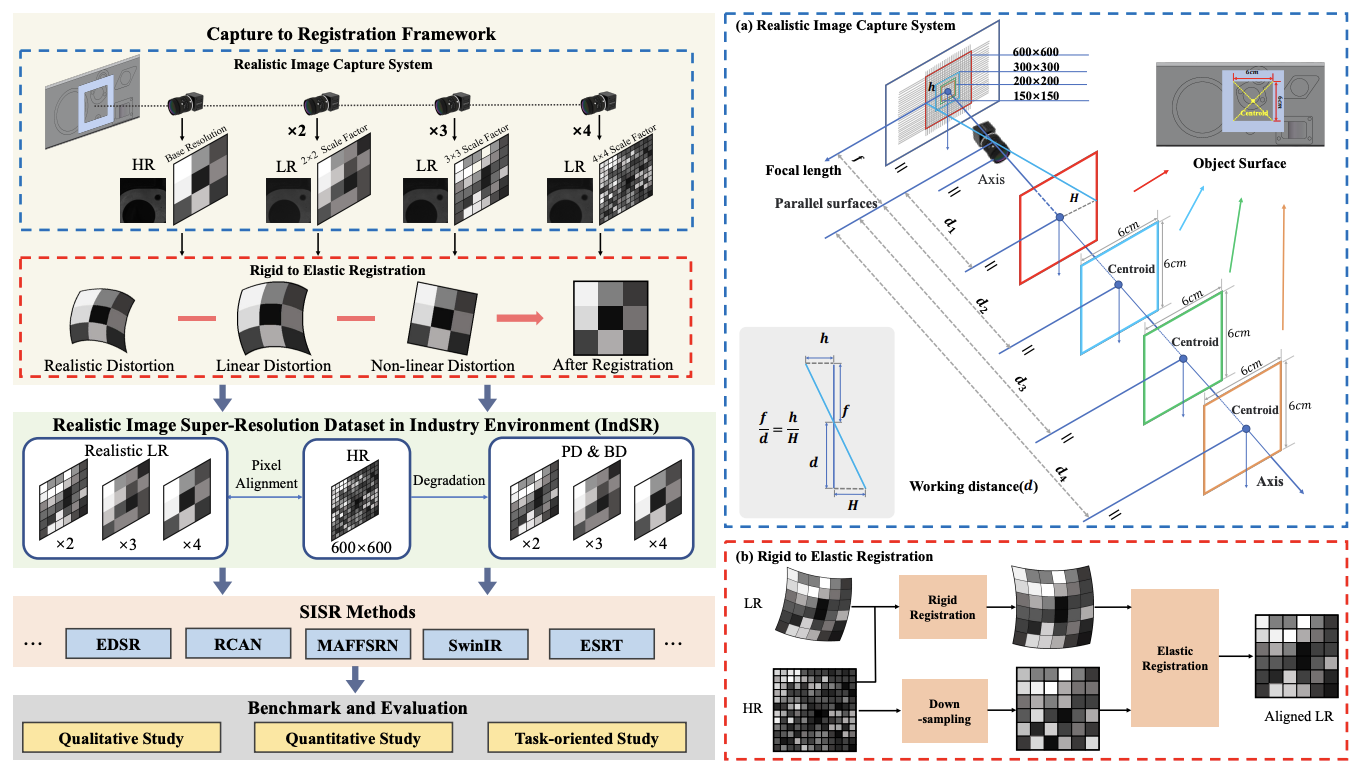 Capture to Registration Framework
Realistic Image Capture System
×2
×3
×4
HR
Base Resolution
LR
2×2 Scale Factor
LR
3×3 Scale Factor
LR
4×4 Scale Factor
Rigid to Elastic Registration
Realistic Distortion
Linear Distortion
Non-linear Distortion
After Registration
Realistic Image Super-Resolution Dataset in Industry Environment (IndSR)
Realistic LR
×2
×3
×4
Pixel
Alignment
HR
600×600
Degradation
PD & BD
×2
×3
×4
SISR Methods
...
EDSR
RCAN
MAFFSRN
SwinIR
ESRT
...
Benchmark and Evaluation
Qualitative Study
Quantitative Study
Task-oriented Study
(a) Realistic Image Capture System
600×600
300×300
200×200
150×150
h
f
Focal length
Parallel surfaces
Axis
H
d1
d2
d3
d4
=
=
=
=
=
=
6cm
6cm
Centroid
Object Surface
6cm
6cm
Centroid
6cm
6cm
Centroid
6cm
6cm
Centroid
Axis
Working distance(d)
h
f
d
H
f/d = h/H
(b) Rigid to Elastic Registration
LR
Rigid
Registration
HR
Down
-sampling
Elastic
Registration
Aligned LR